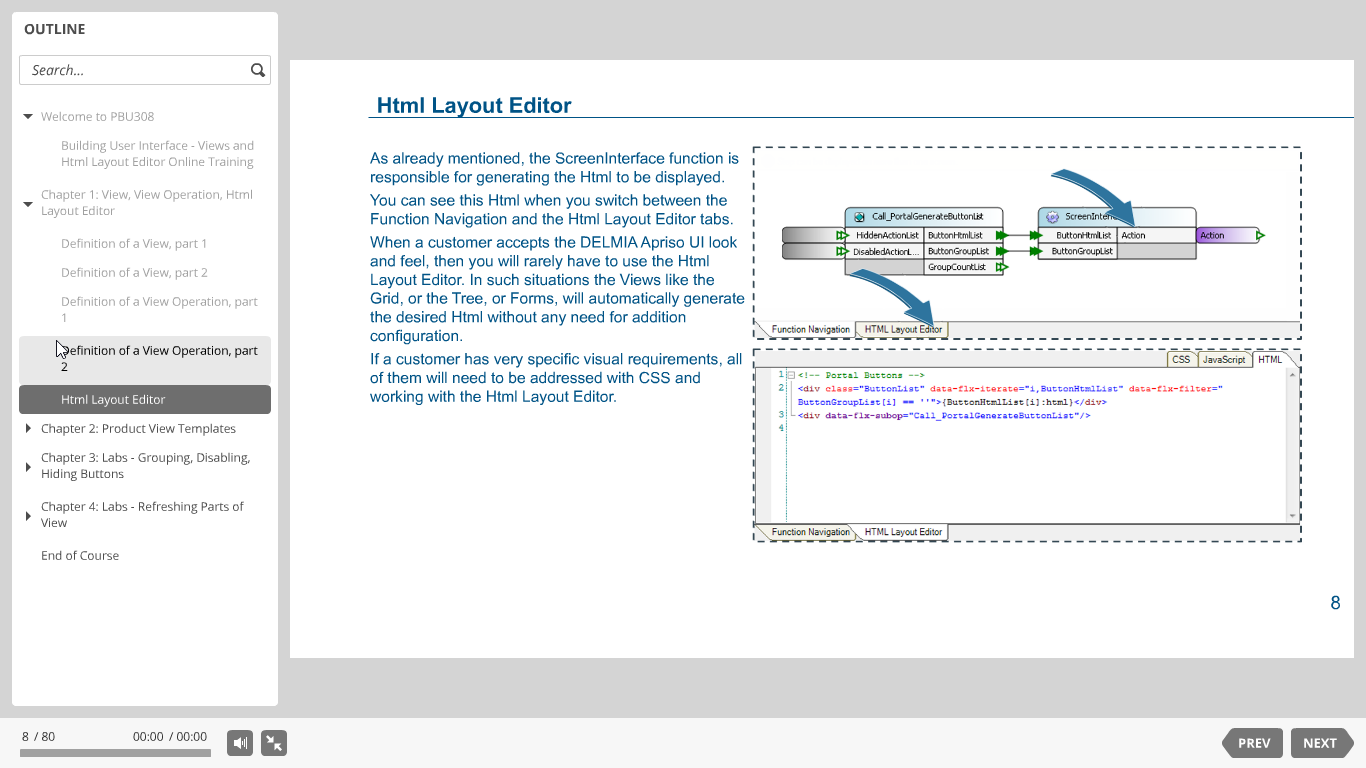 OUTLINE
Search...
Welcome to PBU308
Building User Interface - Views and
Html Layout Editor Online Training
Chapter 1: View, View Operation, Html
Layout Editor
Definition of a View, part 1
Definition of a View, part 2
Definition of a View Operation, part
1
Definition of a View Operation, part
2
Html Layout Editor
Chapter 2: Product View Templates
Chapter 3: Labs - Grouping, Disabling,
Hiding Buttons
Chapter 4: Labs - Refreshing Parts of
View
End of Course
Html Layout Editor
As already mentioned, the ScreenInterface function is
responsible for generating the Html to be displayed.
You can see this Html when you switch between the
Function Navigation and the Html Layout Editor tabs.
When a customer accepts the DELMIA Apriso UI look
and feel, then you will rarely have to use the Html
Layout Editor. In such situations the Views like the
Grid, or the Tree, or Forms, will automatically generate
the desired Html without any need for addition
configuration.
If a customer has very specific visual requirements, all
of them will need to be addressed with CSS and
working with the Html Layout Editor.
Call_PortalGenerateButtonList
HiddenActionList ButtonHtmlList
DisabledActionL... ButtonGroupList
GroupCountList
ScreenInter
ButtonHtmlList Action
ButtonGroupList
Action
Function Navigation HTML Layout Editor
CSS JavaScript HTML
1 <!-- Portal Buttons -->
2 <div class="ButtonList" data-flx-iterate="i,ButtonHtmlList" data-flx-filter="
ButtonGroupList[i] == ''">{ButtonHtmlList[i]:html}</div>
3 <div data-flx-subop="Call_PortalGenerateButtonList"/>
4
Function Navigation HTML Layout Editor
8
8 / 80 00:00 / 00:00
PREV NEXT